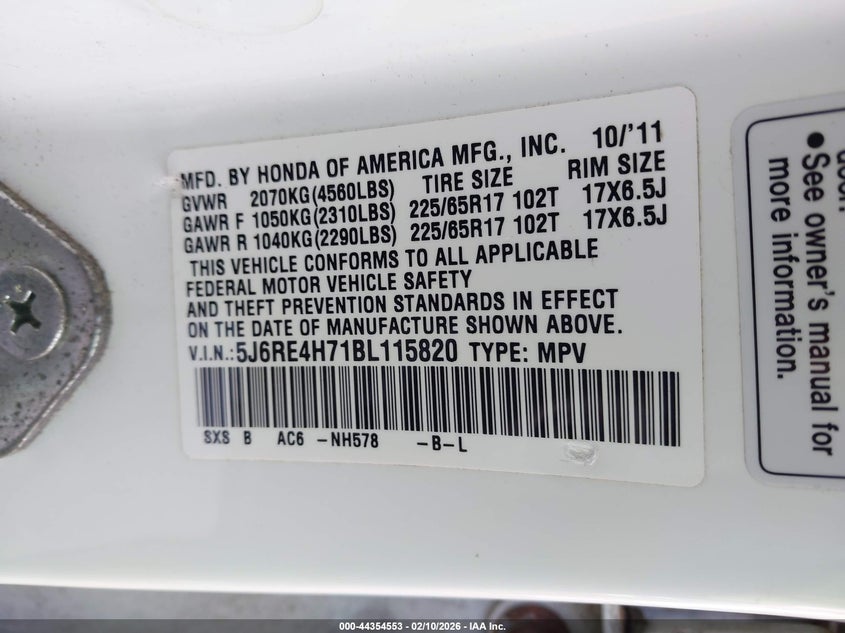 MFD. BY HONDA OF AMERICA MFG., INC. 10/'11
GVWR 2070KG(4560LBS) TIRE SIZE RIM SIZE
GAWR F 1050KG(2310LBS) 225/65R17 102T 17X6.5J
GAWR R 1040KG(2290LBS) 225/65R17 102T 17X6.5J
THIS VEHICLE CONFORMS TO ALL APPLICABLE
FEDERAL MOTOR VEHICLE SAFETY
AND THEFT PREVENTION STANDARDS IN EFFECT
ON THE DATE OF MANUFACTURE SHOWN ABOVE.
V.I.N.:5J6RE4H71BL115820 TYPE: MPV
SXS B AC6 -NH578 -B-L
●See owner's manual for
more information.
000-44354553 — 02/10/2026 — IAA Inc.